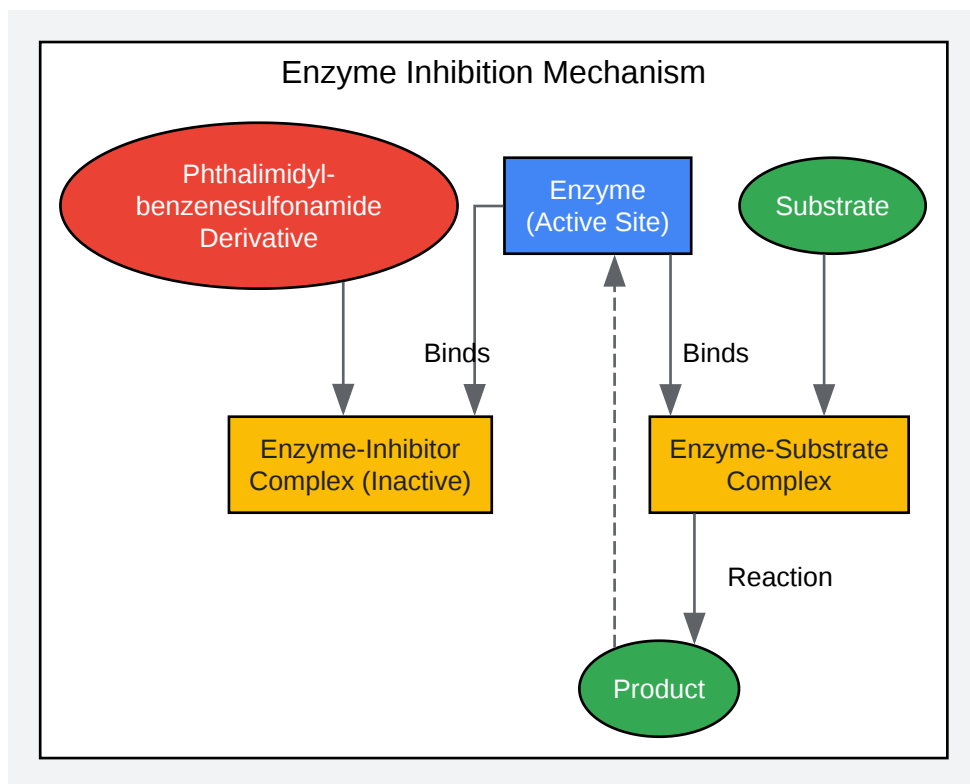 Enzyme Inhibition Mechanism
Phthalimidyl-
benzenesulfonamide
Derivative
Enzyme
(Active Site)
Substrate
Binds
Binds
Enzyme-Inhibitor
Complex (Inactive)
Enzyme-Substrate
Complex
Reaction
Product